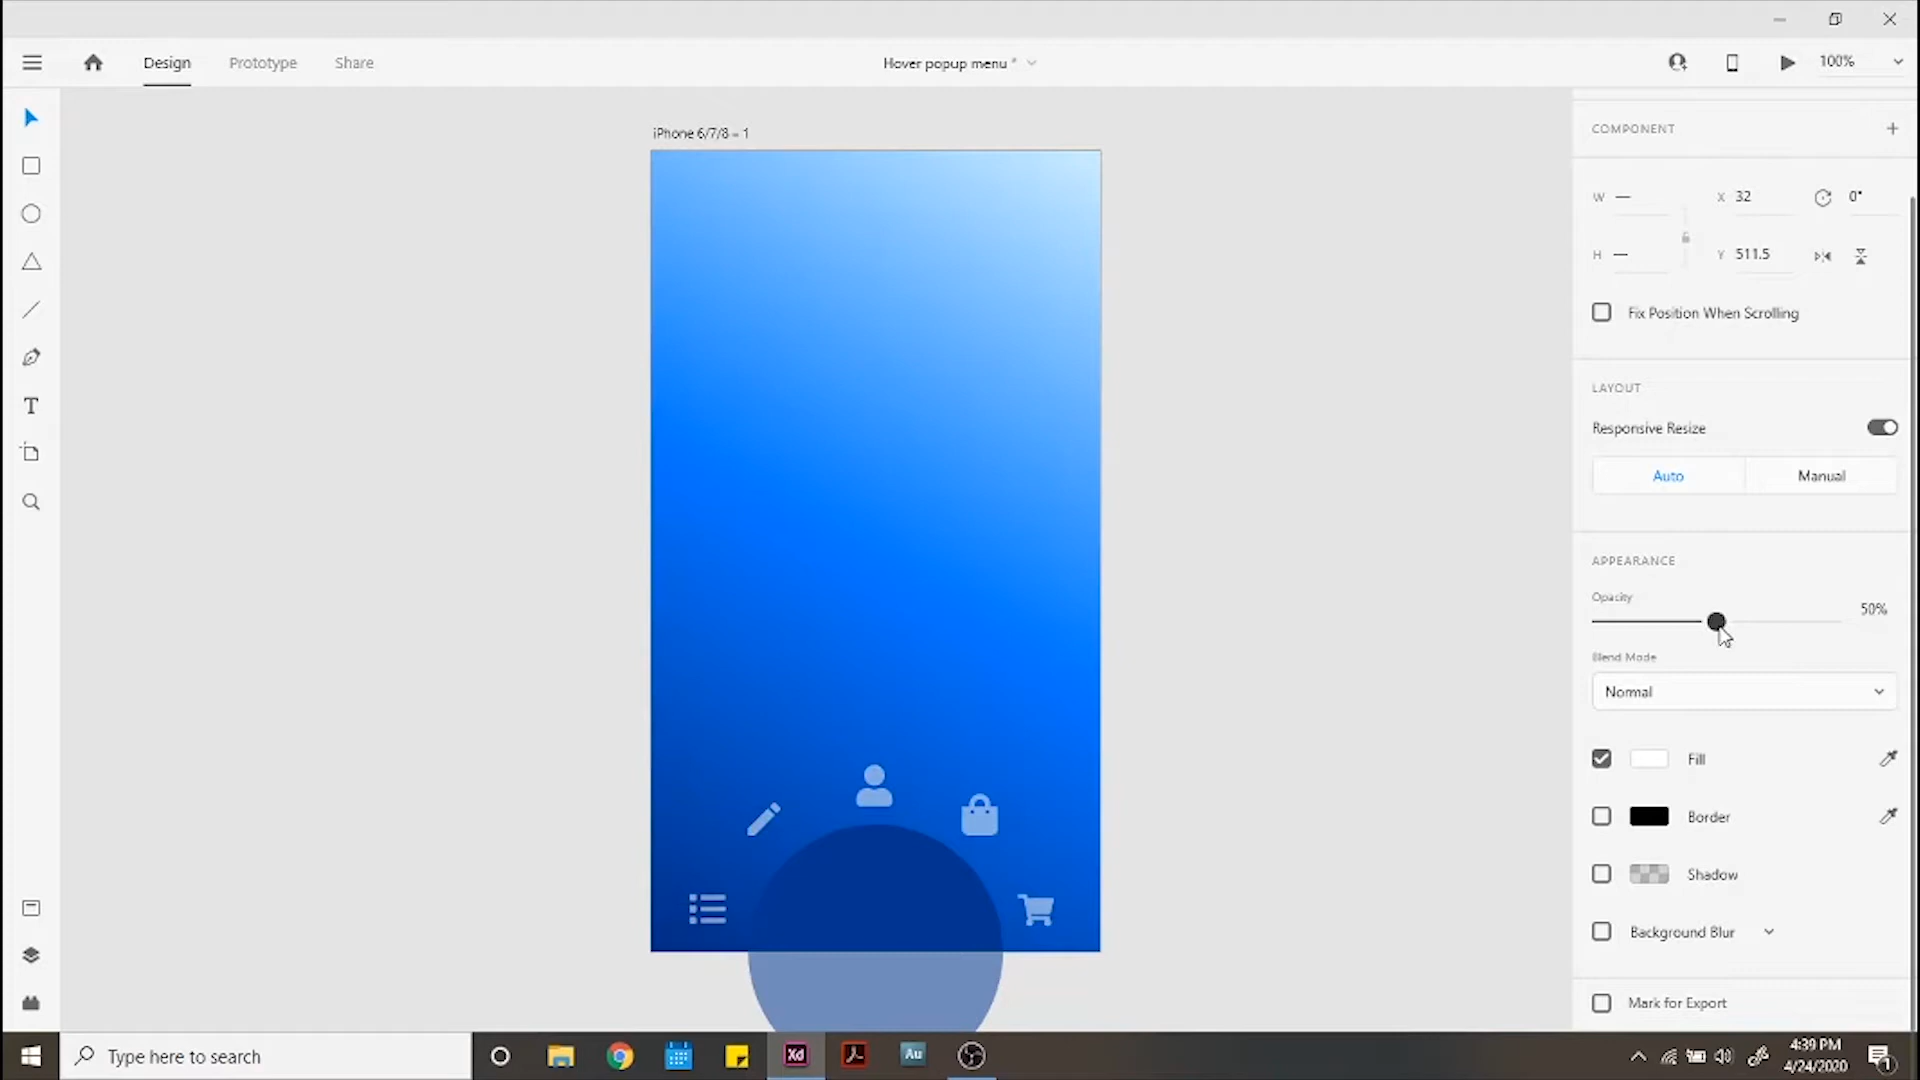 Design
Prototype
Share
Hover popup menu *
100%
iPhone 6/7/8 – 1
COMPONENT
+
W —
X 32
0°
H —
Y 511.5
Fix Position When Scrolling
LAYOUT
Responsive Resize
Auto
Manual
APPEARANCE
Opacity
50%
Blend Mode
Normal
Fill
Border
Shadow
Background Blur
Mark for Export
T
Type here to search
Xd
Au
4:39 PM
4/24/2020
1